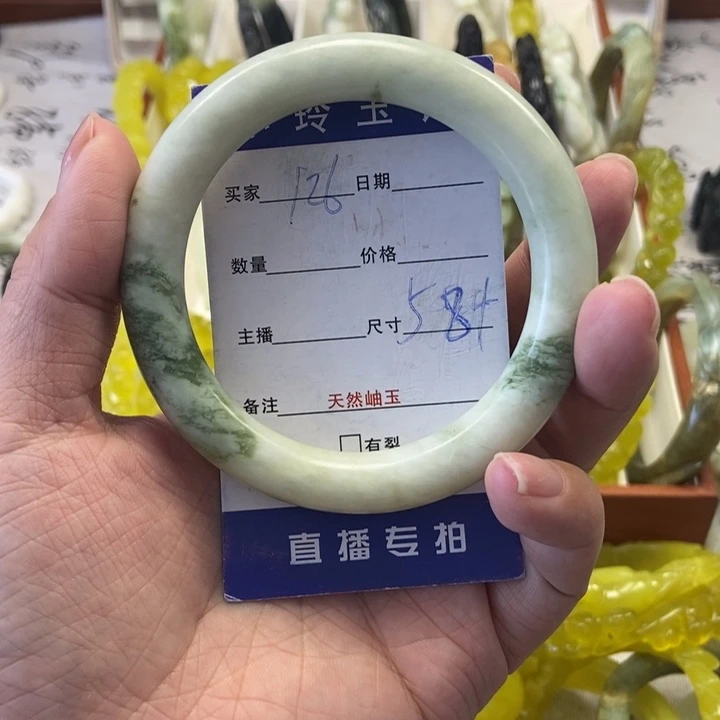 玲玉
买家 126 日期
数量 价格
主播 尺寸 584
备注 天然岫玉
有裂
直播专拍